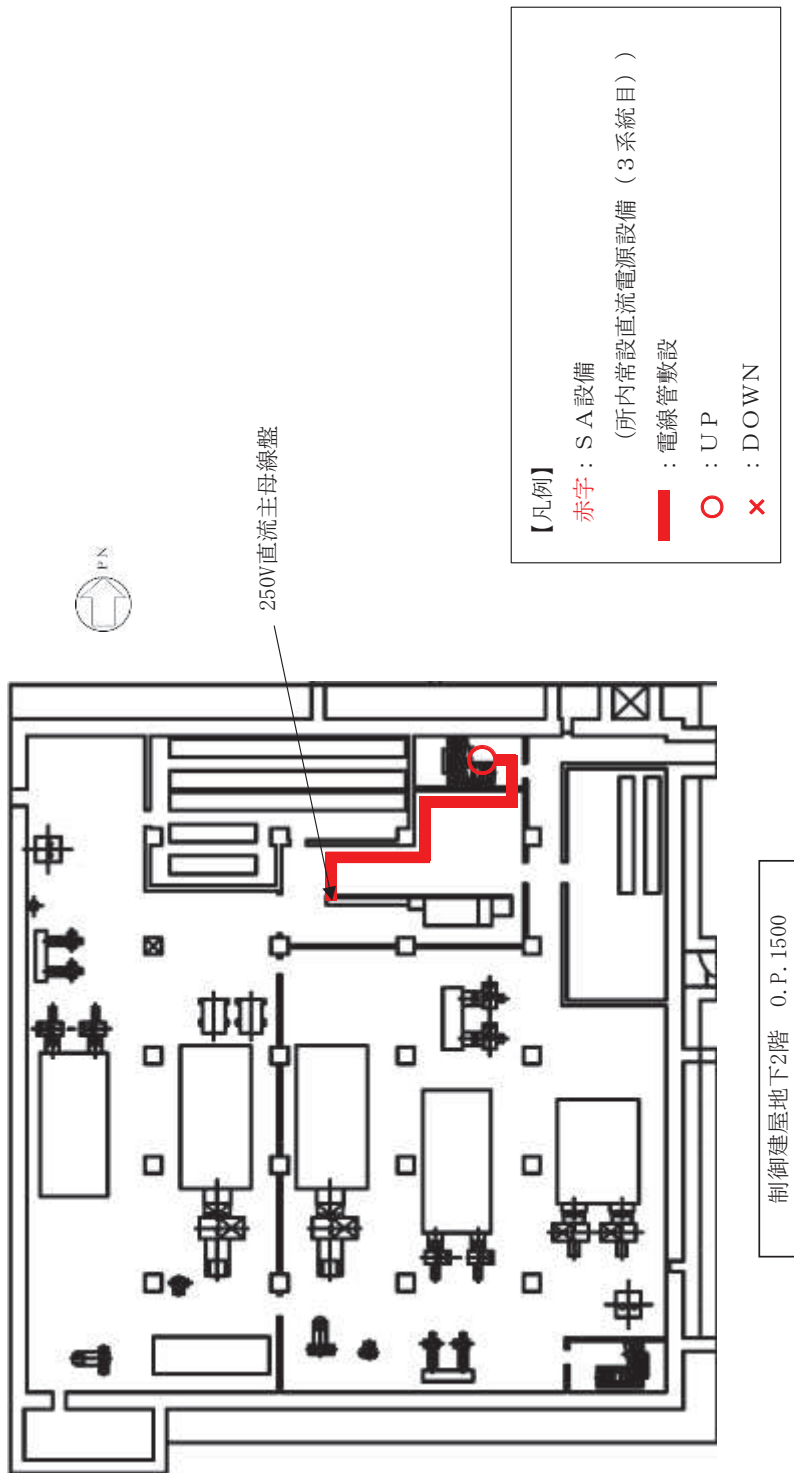 PN
250V直流主母線盤
【凡例】
赤字：ＳＡ設備
（所内常設直流電源設備（３系統目））
：電線管敷設
：ＵＰ
：ＤＯＷＮ
制御建屋地下2階 O.P.1500